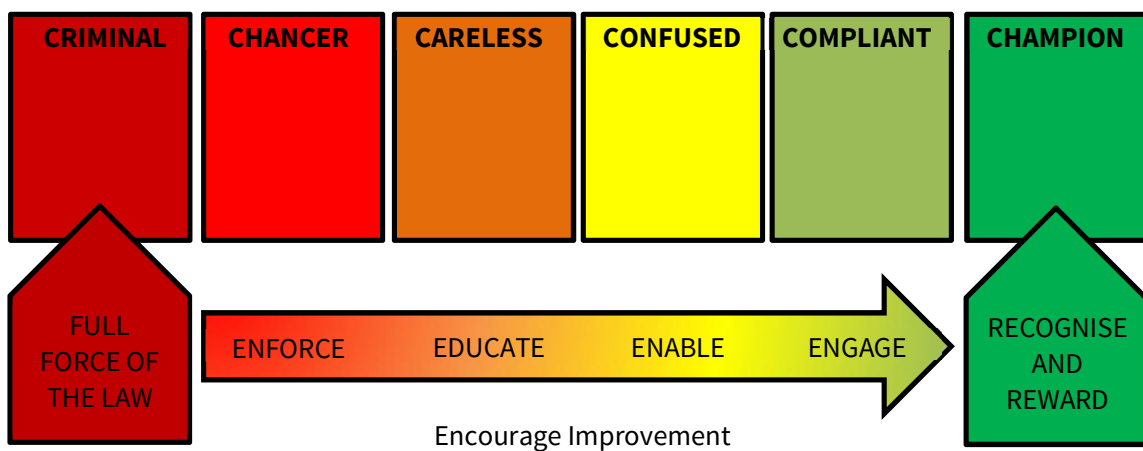 CRIMINAL
CHANCER
CARELESS
CONFUSED
COMPLIANT
CHAMPION
FULL
FORCE OF
THE LAW
ENFORCE
EDUCATE
ENABLE
ENGAGE
RECOGNISE
AND
REWARD
Encourage Improvement